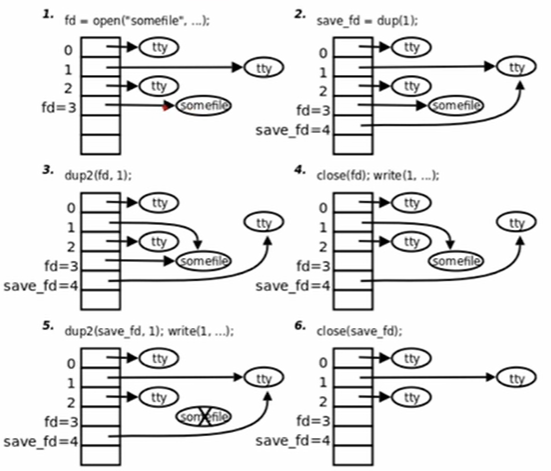 1. fd = open("somefile", ...);
0 tty
1 tty
2 tty
fd=3 somefile
2. save_fd = dup(1);
0 tty
1 tty
2 tty
fd=3 somefile
save_fd=4
3. dup2(fd, 1);
0 tty
1 tty
2 tty
fd=3 somefile
save_fd=4
4. close(fd); write(1, ...);
0 tty
1 tty
2 tty
fd=3 somefile
save_fd=4
5. dup2(save_fd, 1); write(1, ...);
0 tty
1 tty
2 tty
fd=3 somefile
save_fd=4
6. close(save_fd);
0 tty
1 tty
2 tty
fd=3
save_fd=4